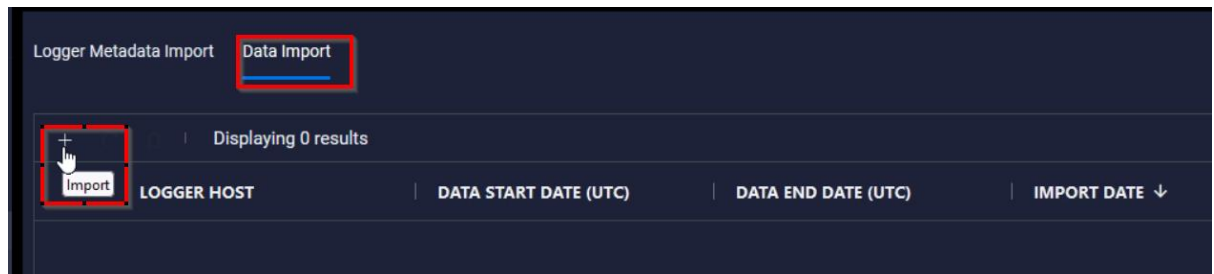 Logger Metadata Import Data Import
+ Displaying 0 results
Import
LOGGER HOST DATA START DATE (UTC) DATA END DATE (UTC) IMPORT DATE ↓